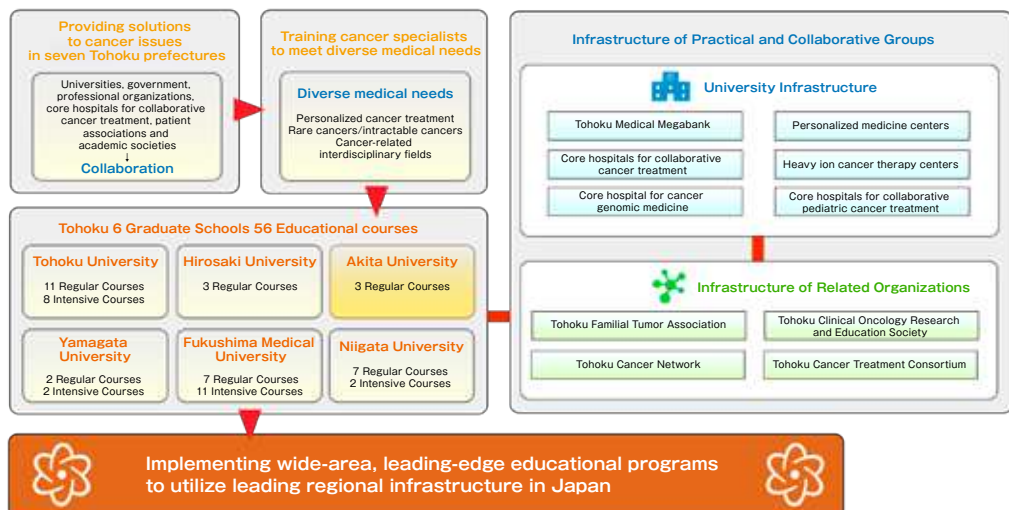 Providing solutions
to cancer issues
in seven Tohoku prefectures
Universities, government,
professional organizations,
core hospitals for collaborative
cancer treatment, patient
associations and
academic societies
↓
Collaboration
Training cancer specialists
to meet diverse medical needs
Diverse medical needs
Personalized cancer treatment
Rare cancers/intractable cancers
Cancer-related
interdisciplinary fields
Tohoku 6 Graduate Schools 56 Educational courses
Tohoku University
11 Regular Courses
8 Intensive Courses
Hirosaki University
3 Regular Courses
Akita University
3 Regular Courses
Yamagata
University
2 Regular Courses
2 Intensive Courses
Fukushima Medical
University
7 Regular Courses
11 Intensive Courses
Niigata University
7 Regular Courses
2 Intensive Courses
Infrastructure of Practical and Collaborative Groups
University Infrastructure
Tohoku Medical Megabank
Personalized medicine centers
Core hospitals for collaborative
cancer treatment
Heavy ion cancer therapy centers
Core hospital for cancer
genomic medicine
Core hospitals for collaborative
pediatric cancer treatment
Infrastructure of Related Organizations
Tohoku Familial Tumor Association
Tohoku Clinical Oncology Research
and Education Society
Tohoku Cancer Network
Tohoku Cancer Treatment Consortium
Implementing wide-area, leading-edge educational programs
to utilize leading regional infrastructure in Japan